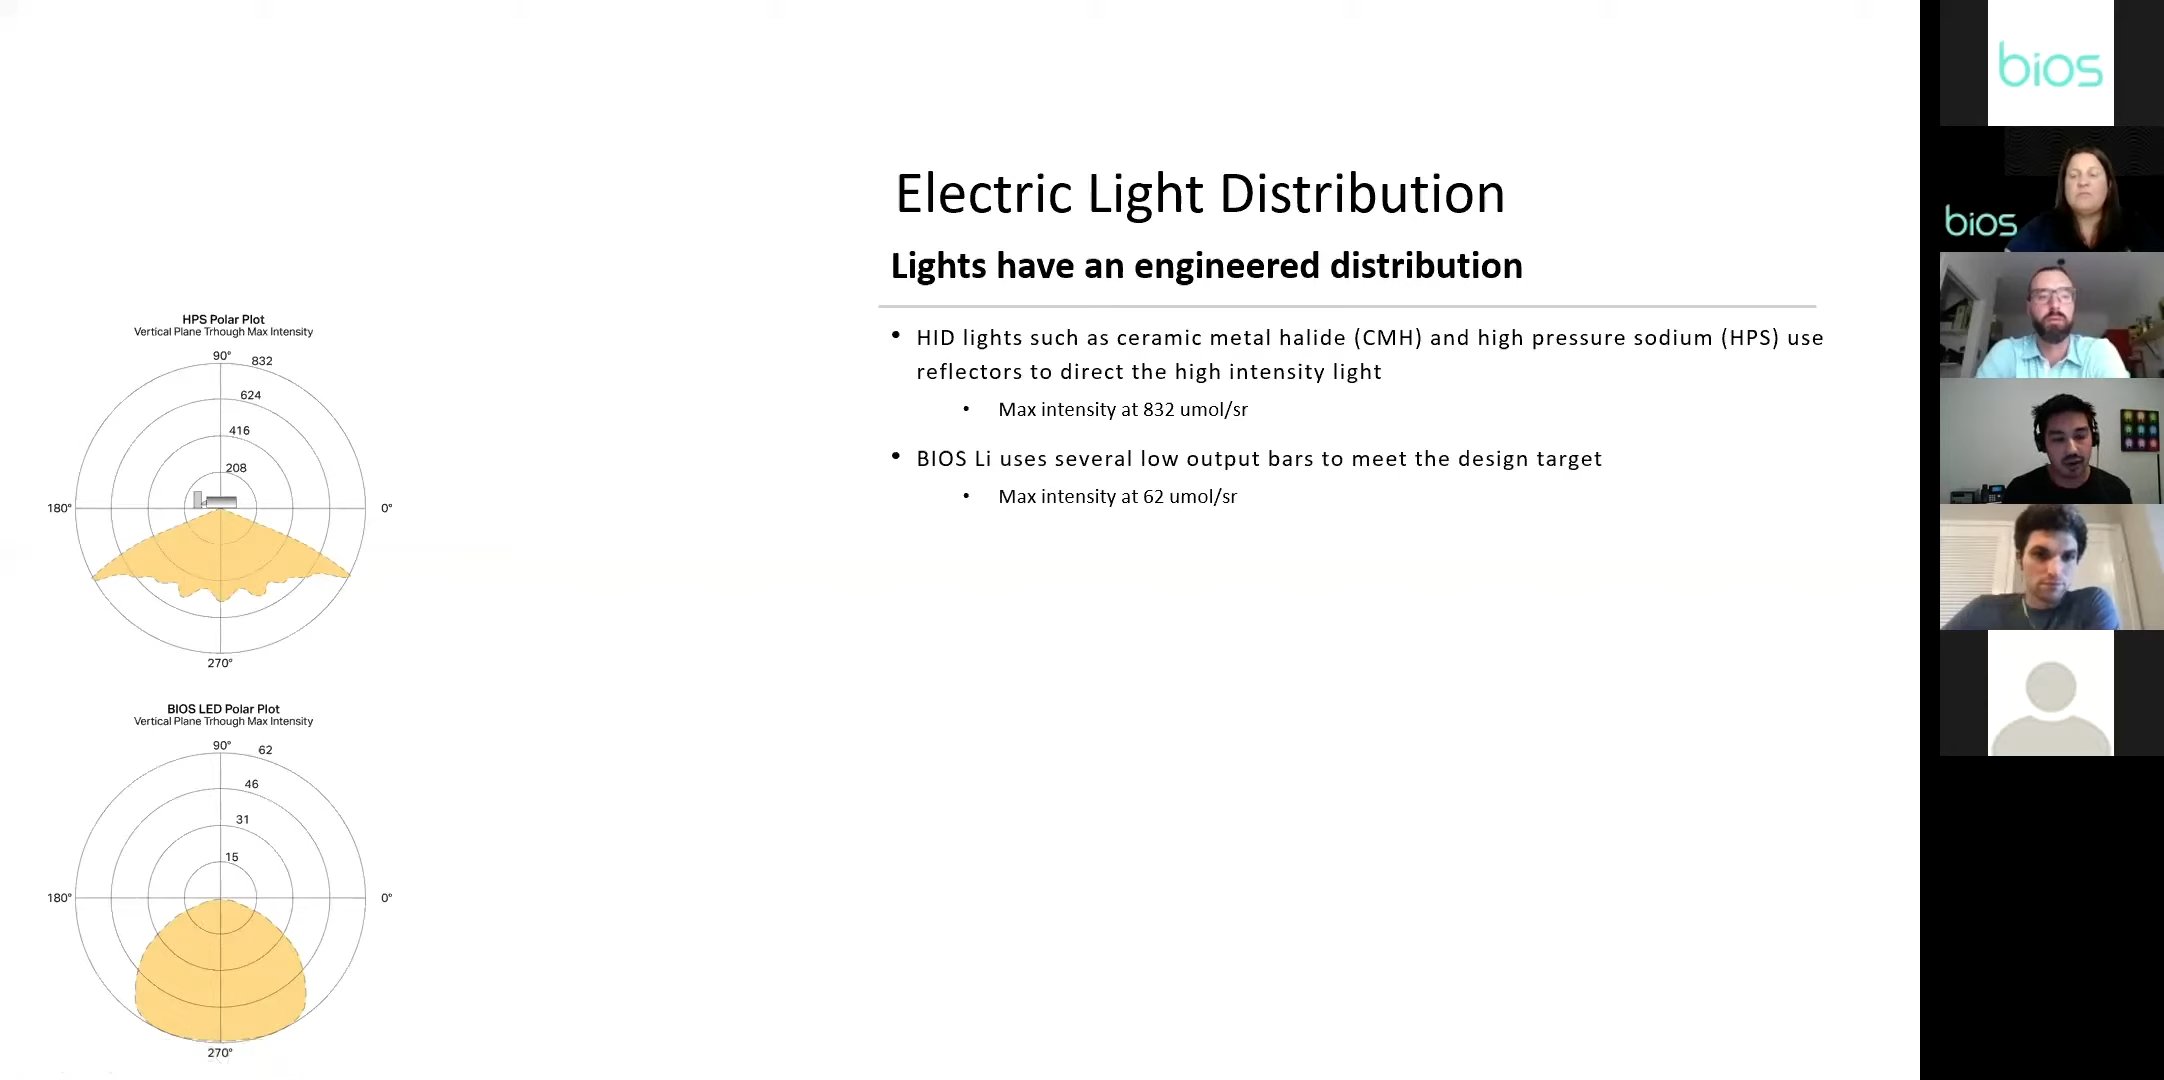 Electric Light Distribution
Lights have an engineered distribution
• HID lights such as ceramic metal halide (CMH) and high pressure sodium (HPS) use
reflectors to direct the high intensity light
• Max intensity at 832 umol/sr
• BIOS Li uses several low output bars to meet the design target
• Max intensity at 62 umol/sr
HPS Polar Plot
Vertical Plane Trhough Max Intensity
90°
832
624
416
208
180°
0°
270°
BIOS LED Polar Plot
Vertical Plane Trhough Max Intensity
90°
62
46
31
15
180°
0°
270°
bios
bios